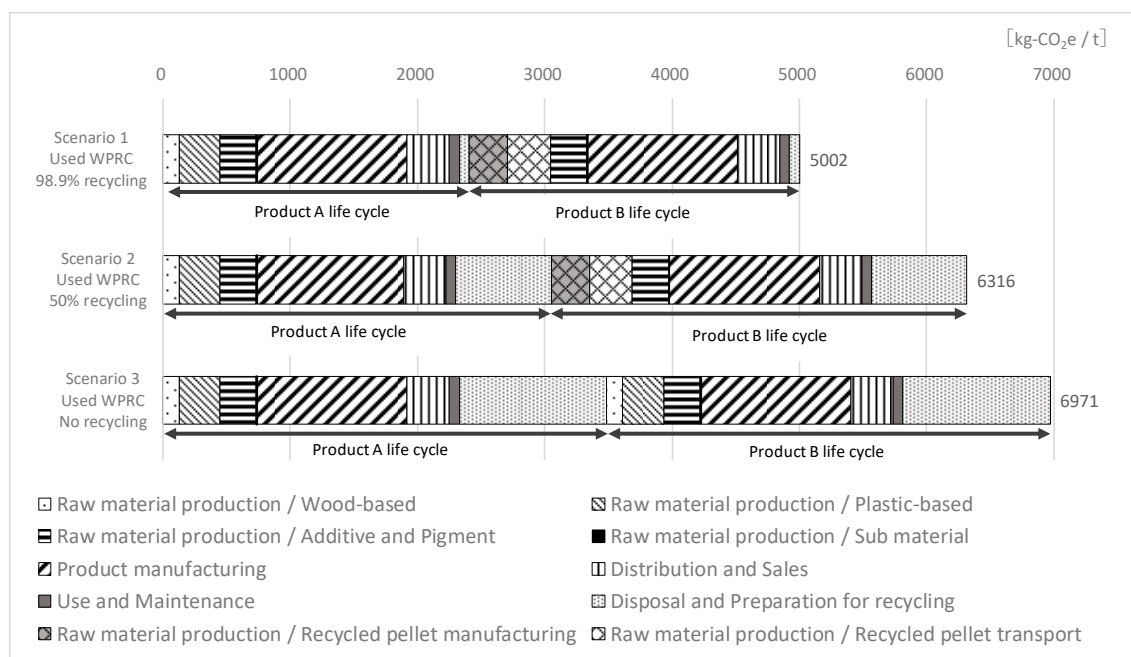 [kg-CO₂e / t]
0 1000 2000 3000 4000 5000 6000 7000
Scenario 1
Used WPRC
98.9% recycling
5002
Product A life cycle
Product B life cycle
Scenario 2
Used WPRC
50% recycling
6316
Product A life cycle
Product B life cycle
Scenario 3
Used WPRC
No recycling
6971
Product A life cycle
Product B life cycle
Raw material production / Wood-based
Raw material production / Plastic-based
Raw material production / Additive and Pigment
Raw material production / Sub material
Product manufacturing
Distribution and Sales
Use and Maintenance
Disposal and Preparation for recycling
Raw material production / Recycled pellet manufacturing
Raw material production / Recycled pellet transport